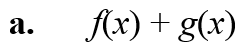 a. f(x) + g(x)